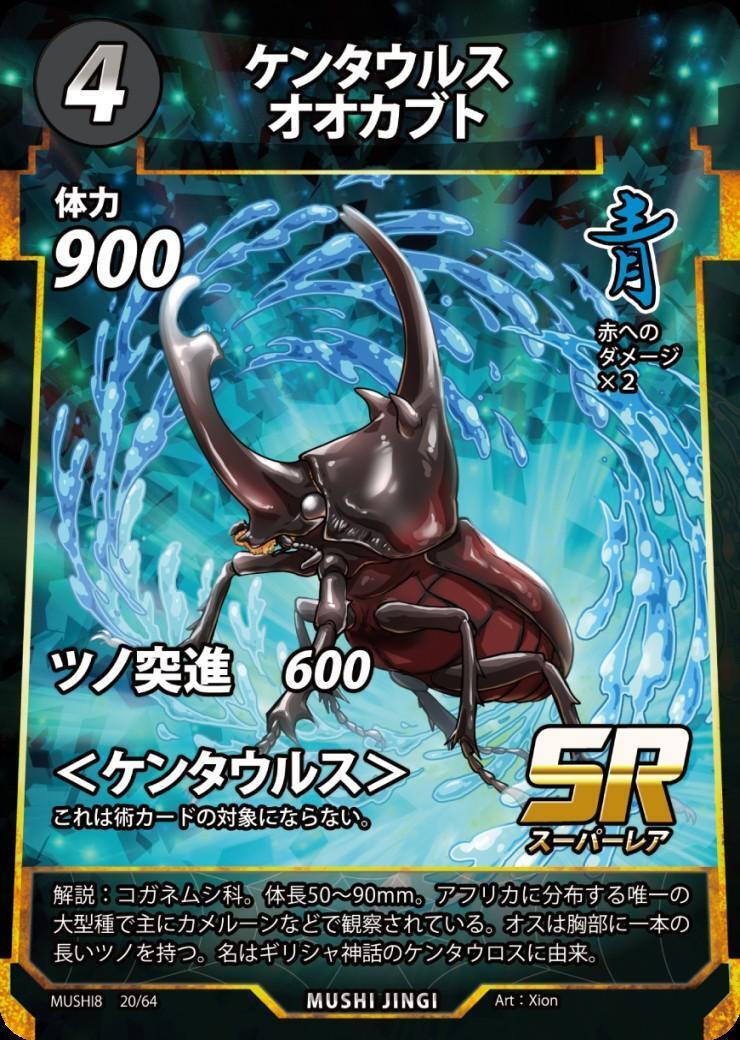 4
ケンタウルス
オオカブト
体力
900
青
赤への
ダメージ
×2
ツノ突進 600
＜ケンタウルス＞
これは術カードの対象にならない。
SR
スーパーレア
解説：コガネムシ科。体長50〜90mm。アフリカに分布する唯一の
大型種で主にカメルーンなどで観察されている。オスは胸部に一本の
長いツノを持つ。名はギリシャ神話のケンタウロスに由来。
MUSHI8 20/64
MUSHI JINGI
Art：Xion